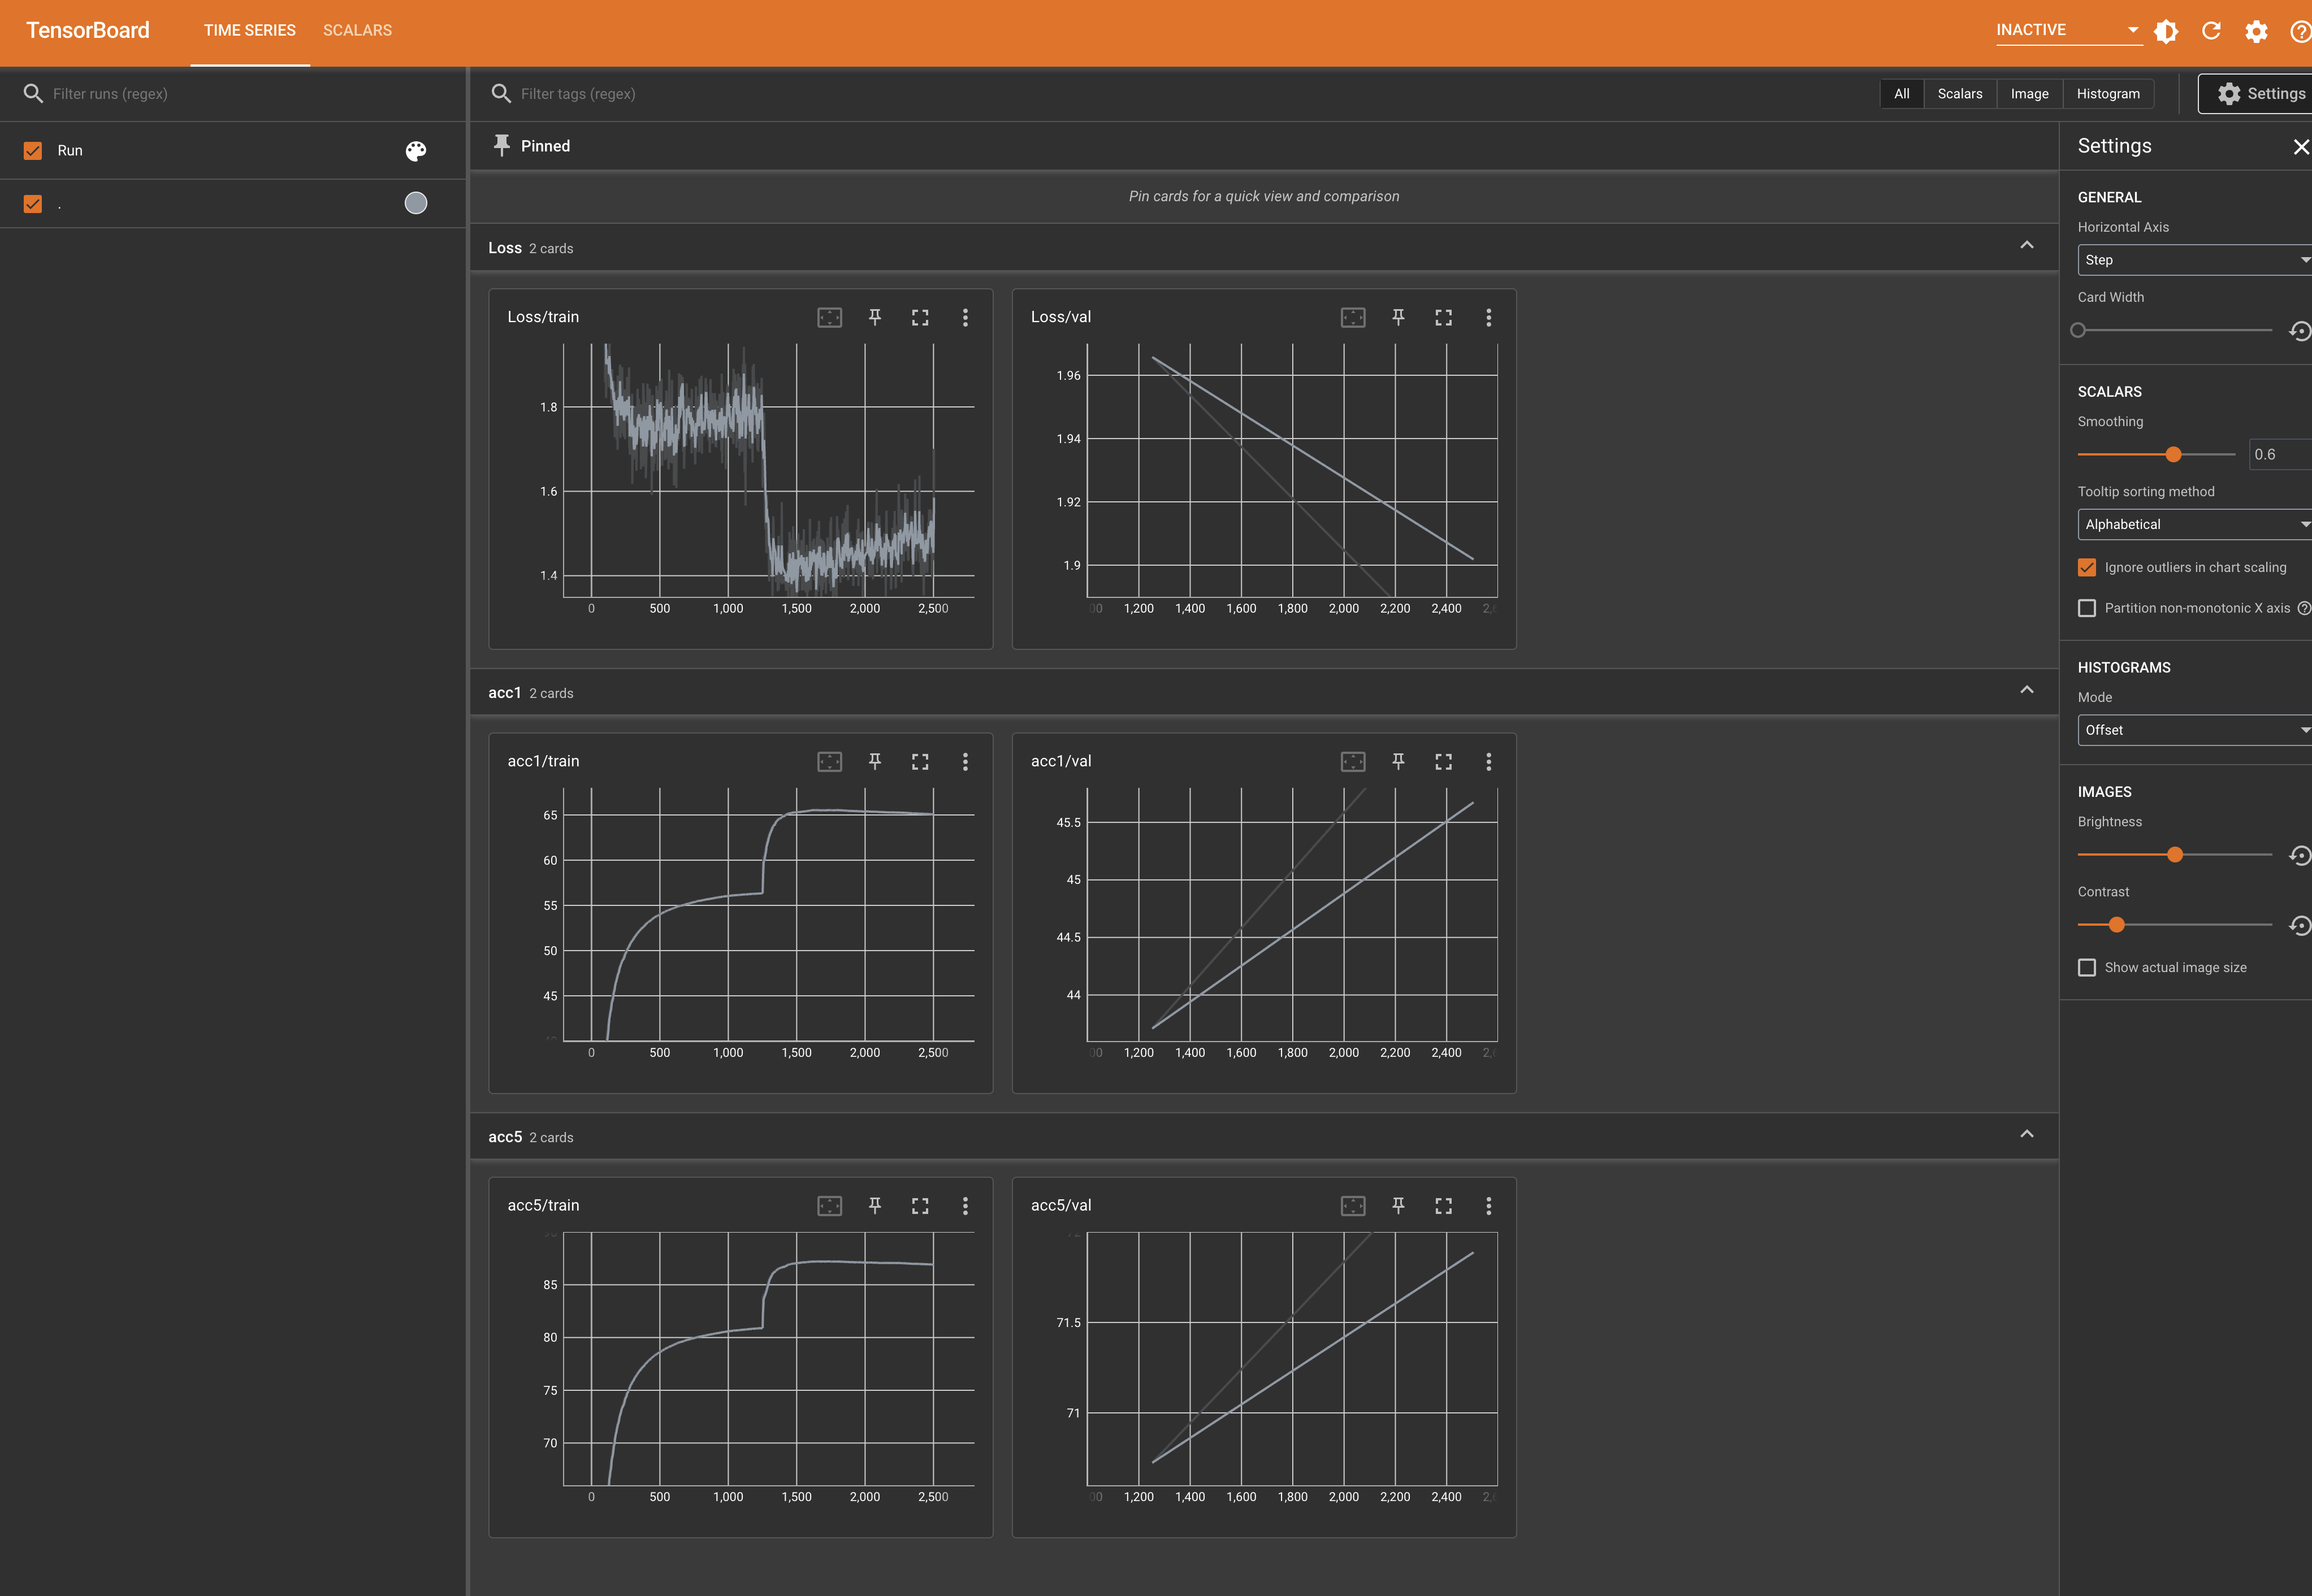 TensorBoard TIME SERIES SCALARS INACTIVE
Filter runs (regex)
Filter tags (regex)
All Scalars Image Histogram
Settings
Run
.
Pinned
Pin cards for a quick view and comparison
Loss 2 cards
Loss/train
1.8
1.6
1.4
0 500 1,000 1,500 2,000 2,500
Loss/val
1.96
1.94
1.92
1.9
1,200 1,400 1,600 1,800 2,000 2,200 2,400
acc1 2 cards
acc1/train
65
60
55
50
45
0 500 1,000 1,500 2,000 2,500
acc1/val
45.5
45
44.5
44
1,200 1,400 1,600 1,800 2,000 2,200 2,400
acc5 2 cards
acc5/train
85
80
75
70
0 500 1,000 1,500 2,000 2,500
acc5/val
71.5
71
1,200 1,400 1,600 1,800 2,000 2,200 2,400
Settings
GENERAL
Horizontal Axis
Step
Card Width
SCALARS
Smoothing
0.6
Tooltip sorting method
Alphabetical
Ignore outliers in chart scaling
Partition non-monotonic X axis
HISTOGRAMS
Mode
Offset
IMAGES
Brightness
Contrast
Show actual image size